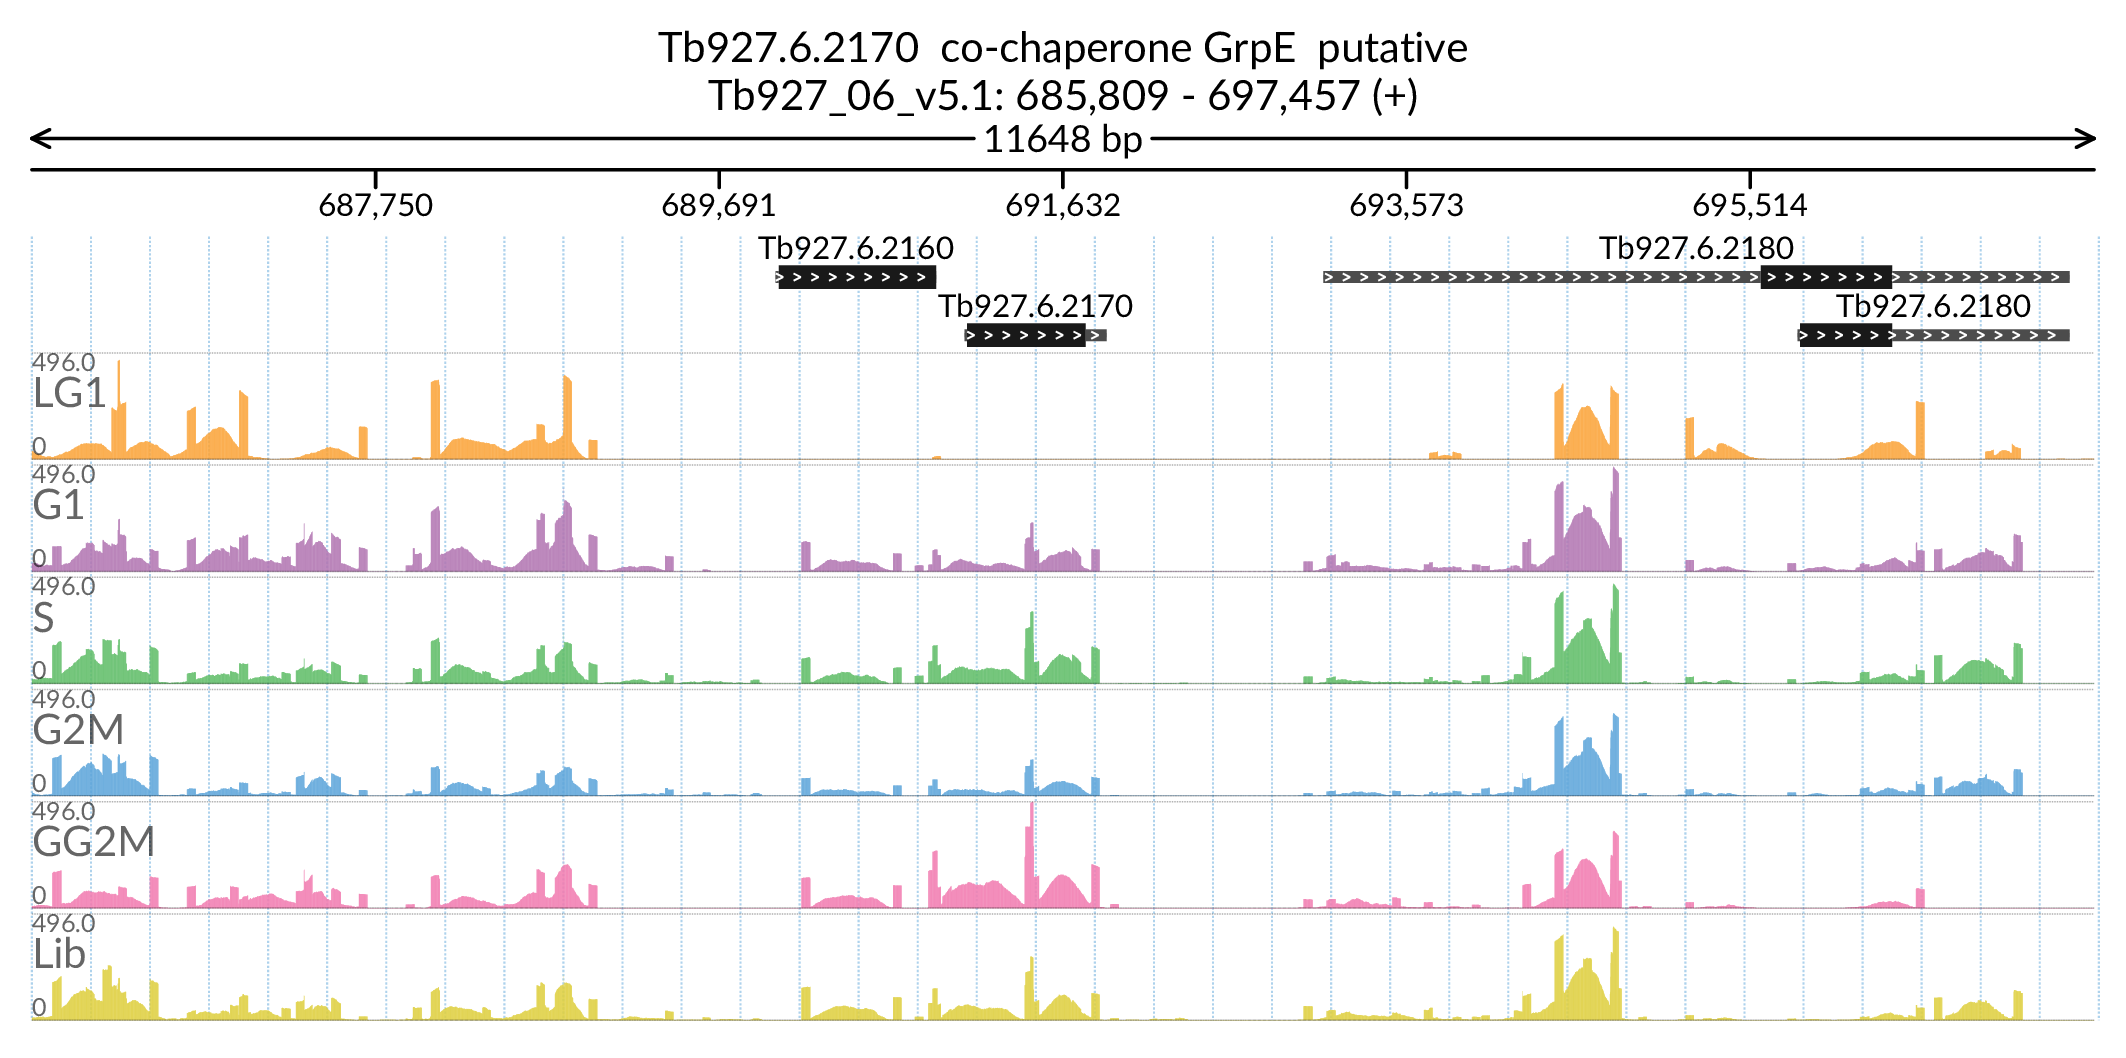 Tb927.6.2170  co-chaperone GrpE  putative
Tb927_06_v5.1: 685,809 - 697,457 (+)
11648 bp
687,750 689,691 691,632 693,573 695,514
Tb927.6.2160 Tb927.6.2180
Tb927.6.2170 Tb927.6.2180
496.0
LG1
0
496.0
G1
0
496.0
S
0
496.0
G2M
0
496.0
GG2M
0
496.0
Lib
0